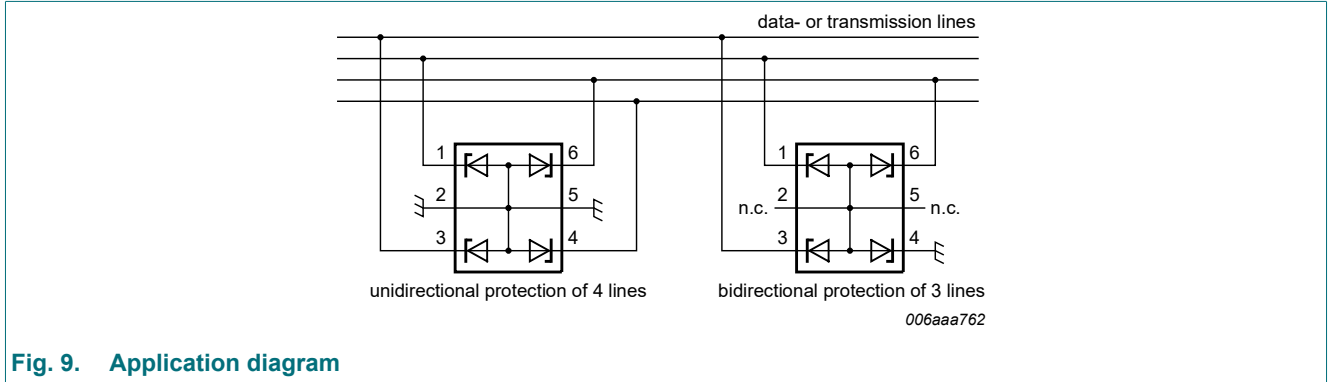 data- or transmission lines
1 6 1 6
2 5 n.c. 2 5 n.c.
3 4 3 4
unidirectional protection of 4 lines bidirectional protection of 3 lines
006aaa762
Fig. 9. Application diagram